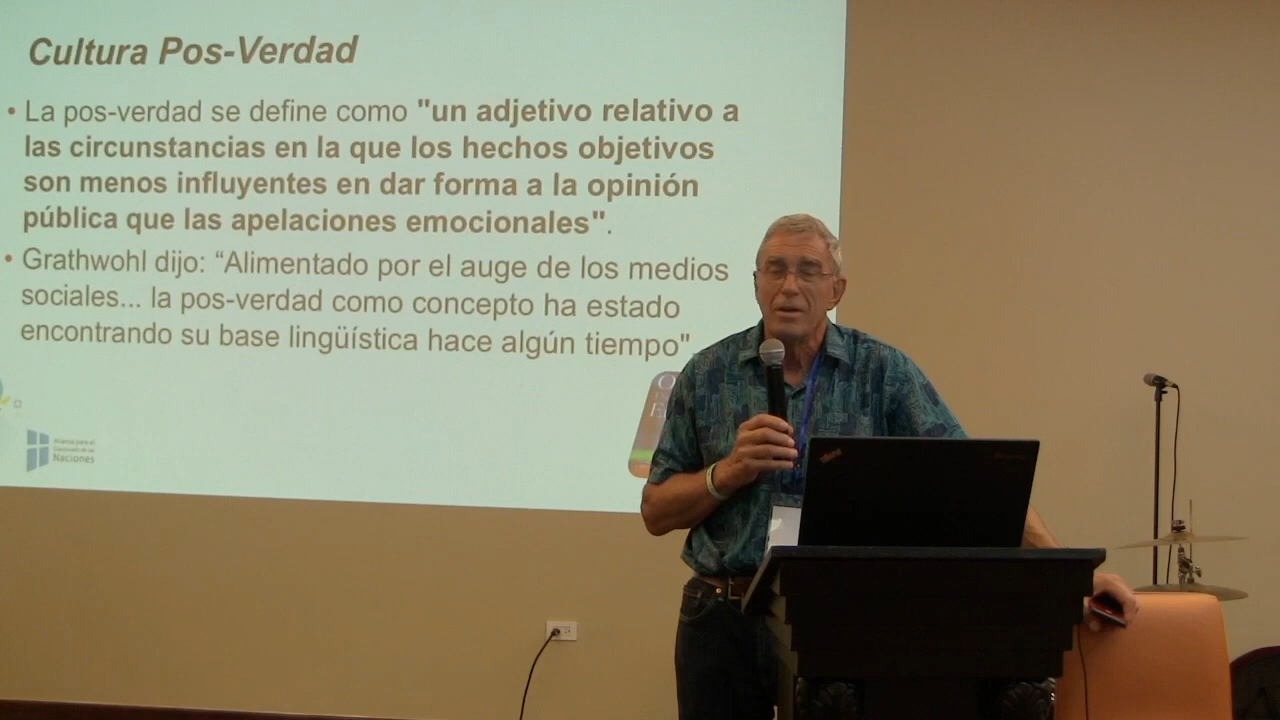 Cultura Pos-Verdad
• La pos-verdad se define como "un adjetivo relativo a
las circunstancias en la que los hechos objetivos
son menos influyentes en dar forma a la opinión
pública que las apelaciones emocionales".
• Grathwohl dijo: “Alimentado por el auge de los medios
sociales... la pos-verdad como concepto ha estado
encontrando su base lingüística hace algún tiempo"
Alianza para el
Naciones